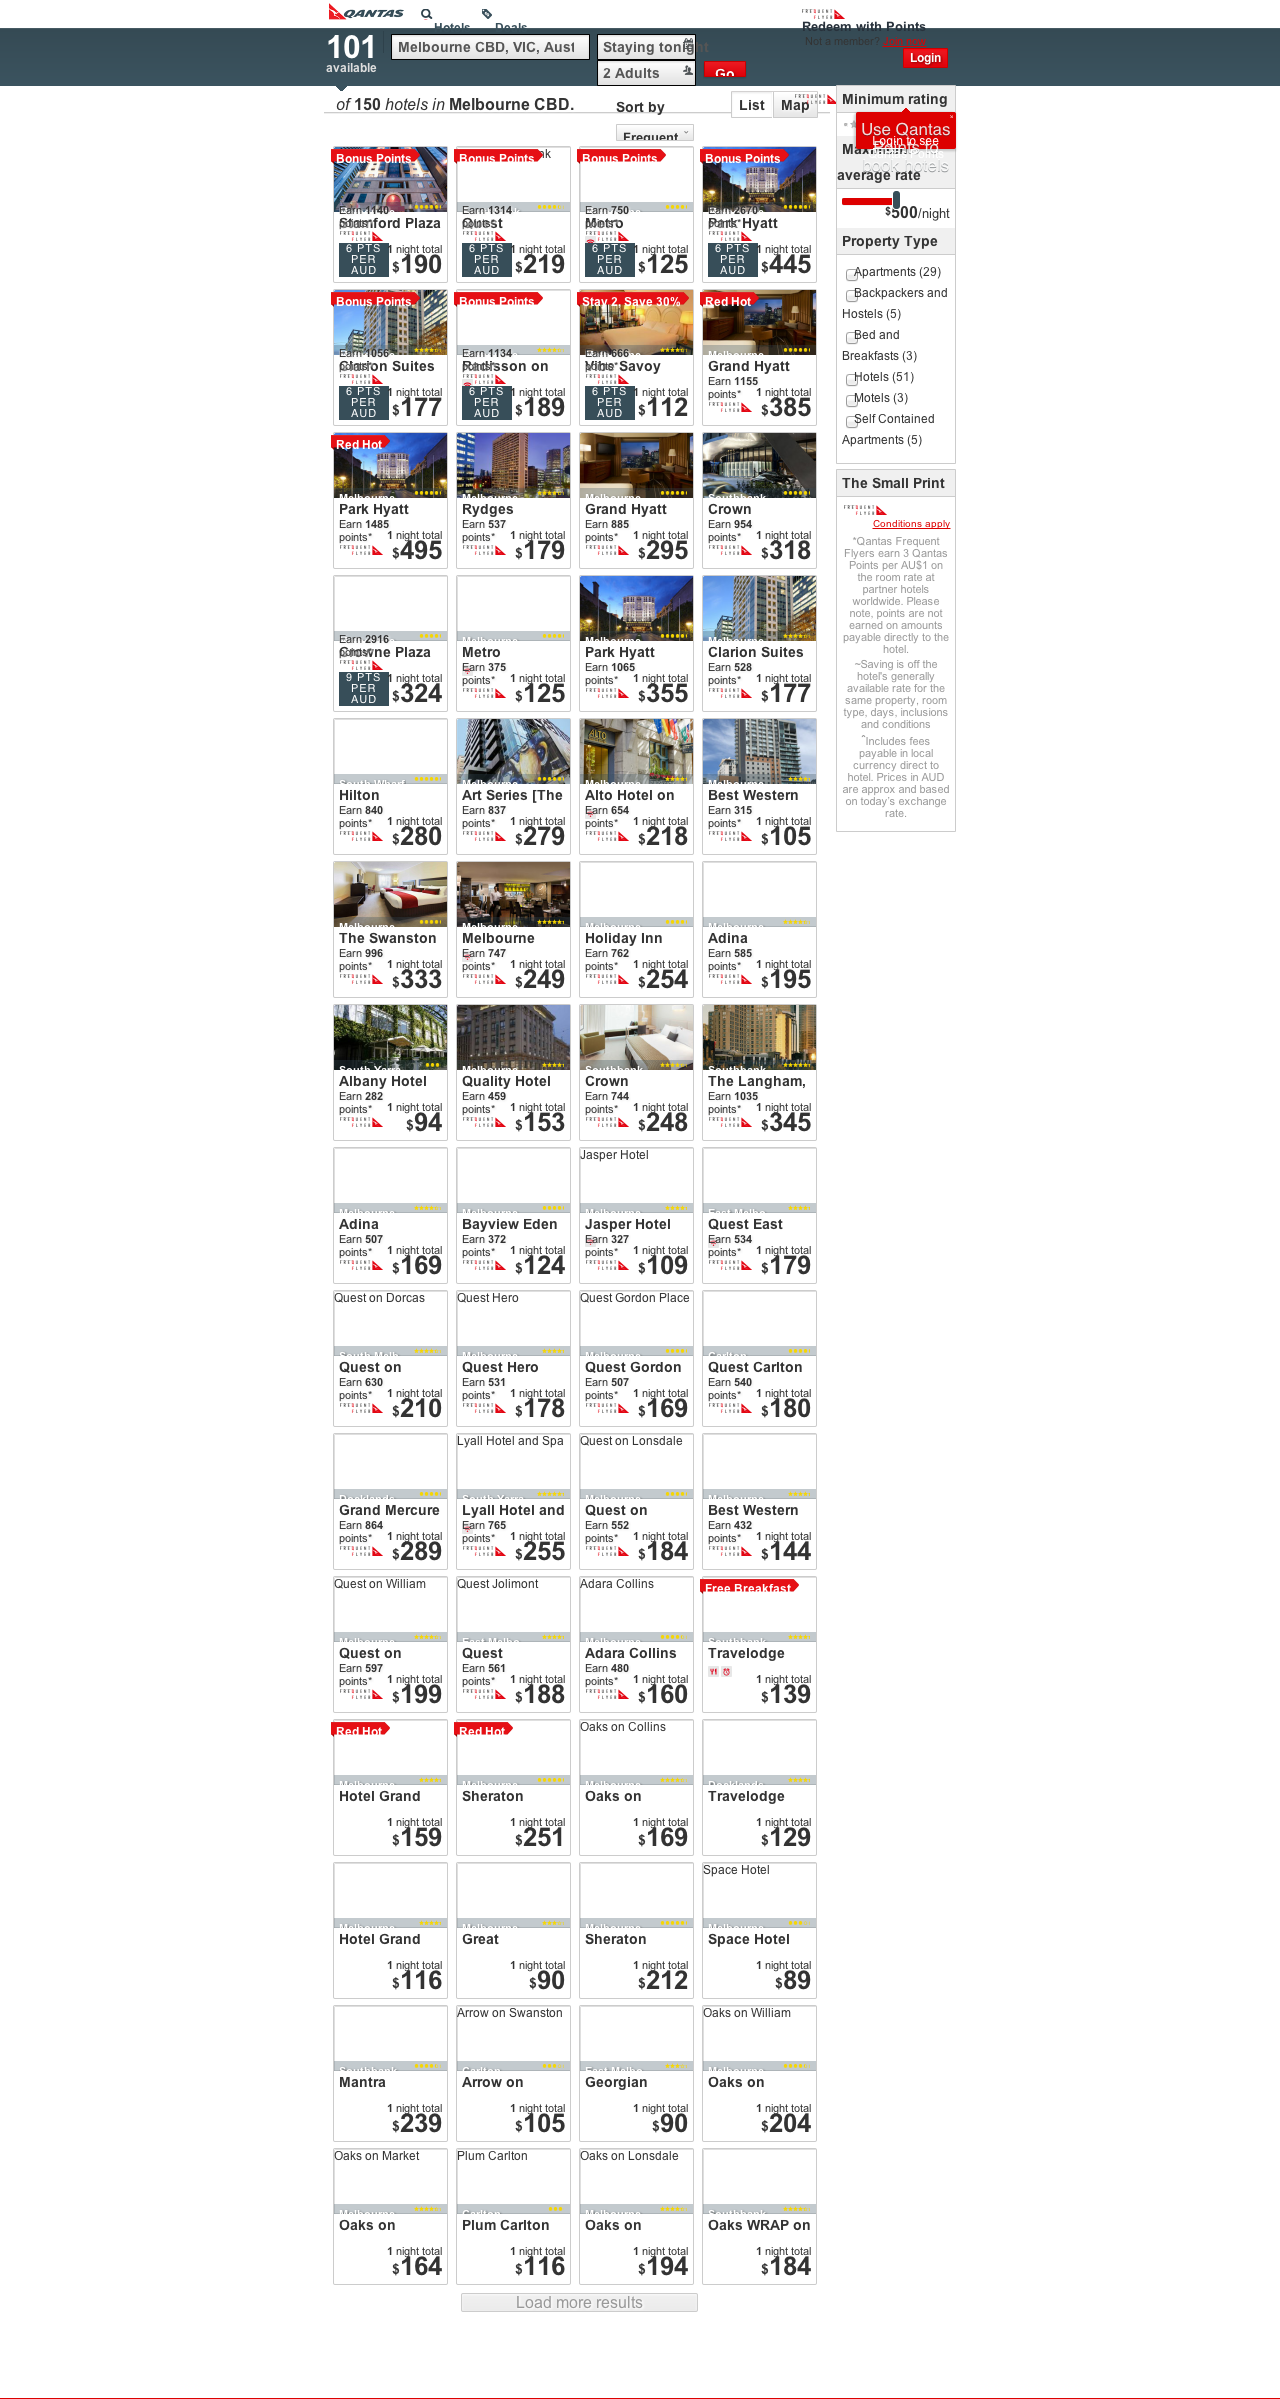 QANTAS
Hotels
Deals
FREQUENT FLYER
Redeem with Points
Not a member?
101
available
Melbourne CBD, VIC, Aust
Staying tonight
2 Adults
Go
Login
of 150 hotels in Melbourne CBD.
Sort by
Frequent
List
Map
Minimum rating
Use Qantas
Points to
book hotels
Login to see
Maximum
average rate
$500/night
Property Type
Apartments (29)
Backpackers and
Hostels (5)
Bed and
Breakfasts (3)
Hotels (51)
Motels (3)
Self Contained
Apartments (5)
The Small Print
FREQUENT FLYER
Conditions apply
*Qantas Frequent
Flyers earn 3 Qantas
Points per AU$1 on
the room rate at
partner hotels
worldwide. Please
note, points are not
earned on amounts
payable directly to the
hotel.
~Saving is off the
hotel's generally
available rate for the
same property, room
type, days, inclusions
and conditions
^Includes fees
payable in local
currency direct to
hotel. Prices in AUD
are approx and based
on today's exchange
rate.
Bonus Points
Stamford Plaza
Earn 1140
points*
6 PTS PER AUD
1 night total
$190
Bonus Points
Quest
Earn 1314
points*
6 PTS PER AUD
1 night total
$219
Bonus Points
Metro
Earn 750
points*
6 PTS PER AUD
1 night total
$125
Bonus Points
Park Hyatt
Earn 2670
points*
6 PTS PER AUD
1 night total
$445
Bonus Points
Clarion Suites
Earn 1056
points*
6 PTS PER AUD
1 night total
$177
Bonus Points
Radisson on
Earn 1134
points*
6 PTS PER AUD
1 night total
$189
Stay 2, Save 30%
Vibe Savoy
Earn 666
points*
6 PTS PER AUD
1 night total
$112
Red Hot
Melbourne
Grand Hyatt
Earn 1155
points*
1 night total
$385
Red Hot
Melbourne
Park Hyatt
Earn 1485
points*
1 night total
$495
Melbourne
Rydges
Earn 537
points*
1 night total
$179
Melbourne
Grand Hyatt
Earn 885
points*
1 night total
$295
Southbank
Crown
Earn 954
points*
1 night total
$318
Crowne Plaza
Earn 2916
points*
9 PTS PER AUD
1 night total
$324
Melbourne
Metro
Earn 375
points*
1 night total
$125
Melbourne
Park Hyatt
Earn 1065
points*
1 night total
$355
Melbourne
Clarion Suites
Earn 528
points*
1 night total
$177
South Wharf
Hilton
Earn 840
points*
1 night total
$280
Melbourne
Art Series [The
Earn 837
points*
1 night total
$279
Melbourne
Alto Hotel on
Earn 654
points*
1 night total
$218
Melbourne
Best Western
Earn 315
points*
1 night total
$105
Melbourne
The Swanston
Earn 996
points*
1 night total
$333
Melbourne
Melbourne
Earn 747
points*
1 night total
$249
Melbourne
Holiday Inn
Earn 762
points*
1 night total
$254
Melbourne
Adina
Earn 585
points*
1 night total
$195
South Yarra
Albany Hotel
Earn 282
points*
1 night total
$94
Melbourne
Quality Hotel
Earn 459
points*
1 night total
$153
Southbank
Crown
Earn 744
points*
1 night total
$248
Southbank
The Langham,
Earn 1035
points*
1 night total
$345
Melbourne
Adina
Earn 507
points*
1 night total
$169
Melbourne
Bayview Eden
Earn 372
points*
1 night total
$124
Jasper Hotel
Melbourne
Jasper Hotel
Earn 327
points*
1 night total
$109
East Melbo
Quest East
Earn 534
points*
1 night total
$179
Quest on Dorcas
South Melb
Quest on
Earn 630
points*
1 night total
$210
Quest Hero
Melbourne
Quest Hero
Earn 531
points*
1 night total
$178
Quest Gordon Place
Melbourne
Quest Gordon
Earn 507
points*
1 night total
$169
Carlton
Quest Carlton
Earn 540
points*
1 night total
$180
Docklands
Grand Mercure
Earn 864
points*
1 night total
$289
Lyall Hotel and Spa
South Yarra
Lyall Hotel and
Earn 765
points*
1 night total
$255
Quest on Lonsdale
Melbourne
Quest on
Earn 552
points*
1 night total
$184
Melbourne
Best Western
Earn 432
points*
1 night total
$144
Quest on William
Melbourne
Quest on
Earn 597
points*
1 night total
$199
Quest Jolimont
East Melbo
Quest
Earn 561
points*
1 night total
$188
Adara Collins
Melbourne
Adara Collins
Earn 480
points*
1 night total
$160
Free Breakfast
Southbank
Travelodge
1 night total
$139
Red Hot
Melbourne
Hotel Grand
1 night total
$159
Red Hot
Melbourne
Sheraton
1 night total
$251
Oaks on Collins
Melbourne
Oaks on
1 night total
$169
Docklands
Travelodge
1 night total
$129
Melbourne
Hotel Grand
1 night total
$116
Melbourne
Great
1 night total
$90
Melbourne
Sheraton
1 night total
$212
Space Hotel
Melbourne
Space Hotel
1 night total
$89
Southbank
Mantra
1 night total
$239
Arrow on Swanston
Carlton
Arrow on
1 night total
$105
East Melbo
Georgian
1 night total
$90
Oaks on William
Melbourne
Oaks on
1 night total
$204
Oaks on Market
Melbourne
Oaks on
1 night total
$164
Plum Carlton
Carlton
Plum Carlton
1 night total
$116
Oaks on Lonsdale
Melbourne
Oaks on
1 night total
$194
Southbank
Oaks WRAP on
1 night total
$184
Load more results